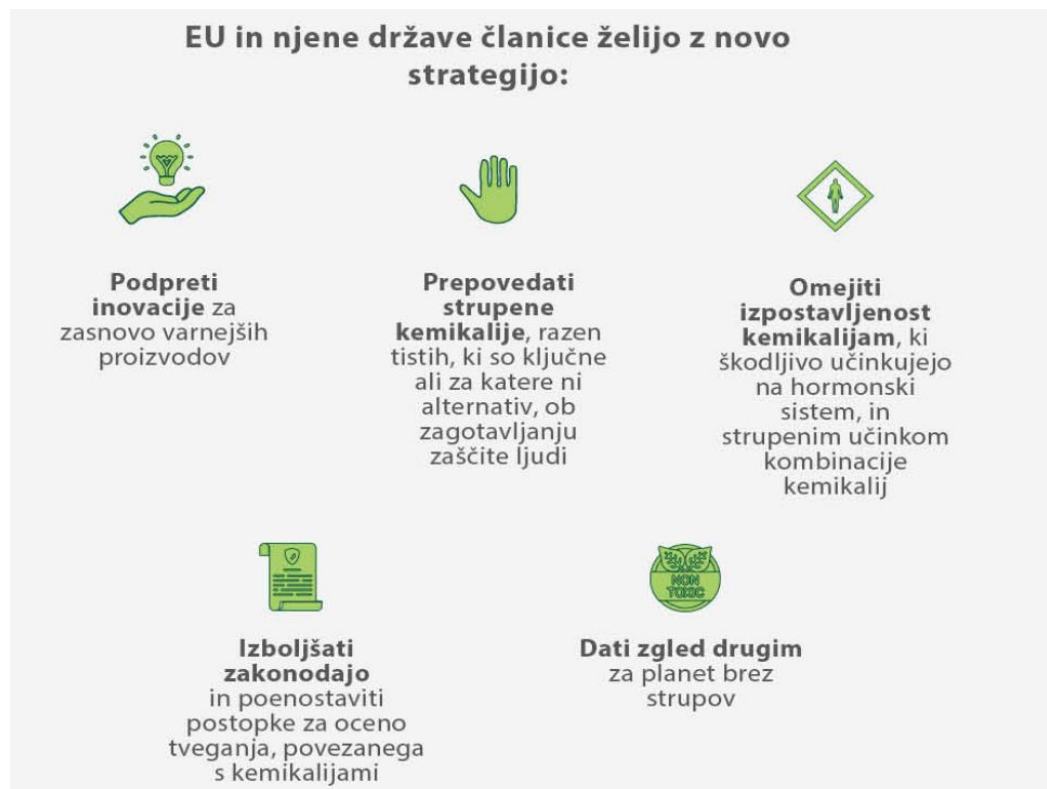 EU in njene države članice želijo z novo
strategijo:
Podpreti
inovacije za
zasnovo varnejših
proizvodov
Prepovedati
strupene
kemikalije, razen
tistih, ki so ključne
ali za katere ni
alternativ, ob
zagotavljanju
zaščite ljudi
Omejiti
izpostavljenost
kemikalijam, ki
škodljivo učinkujejo
na hormonski
sistem, in
strupenim učinkom
kombinacije
kemikalij
Izboljšati
zakonodajo
in poenostaviti
postopke za oceno
tveganja, povezanega
s kemikalijami
NON
TOXIC
Dati zgled drugim
za planet brez
strupov